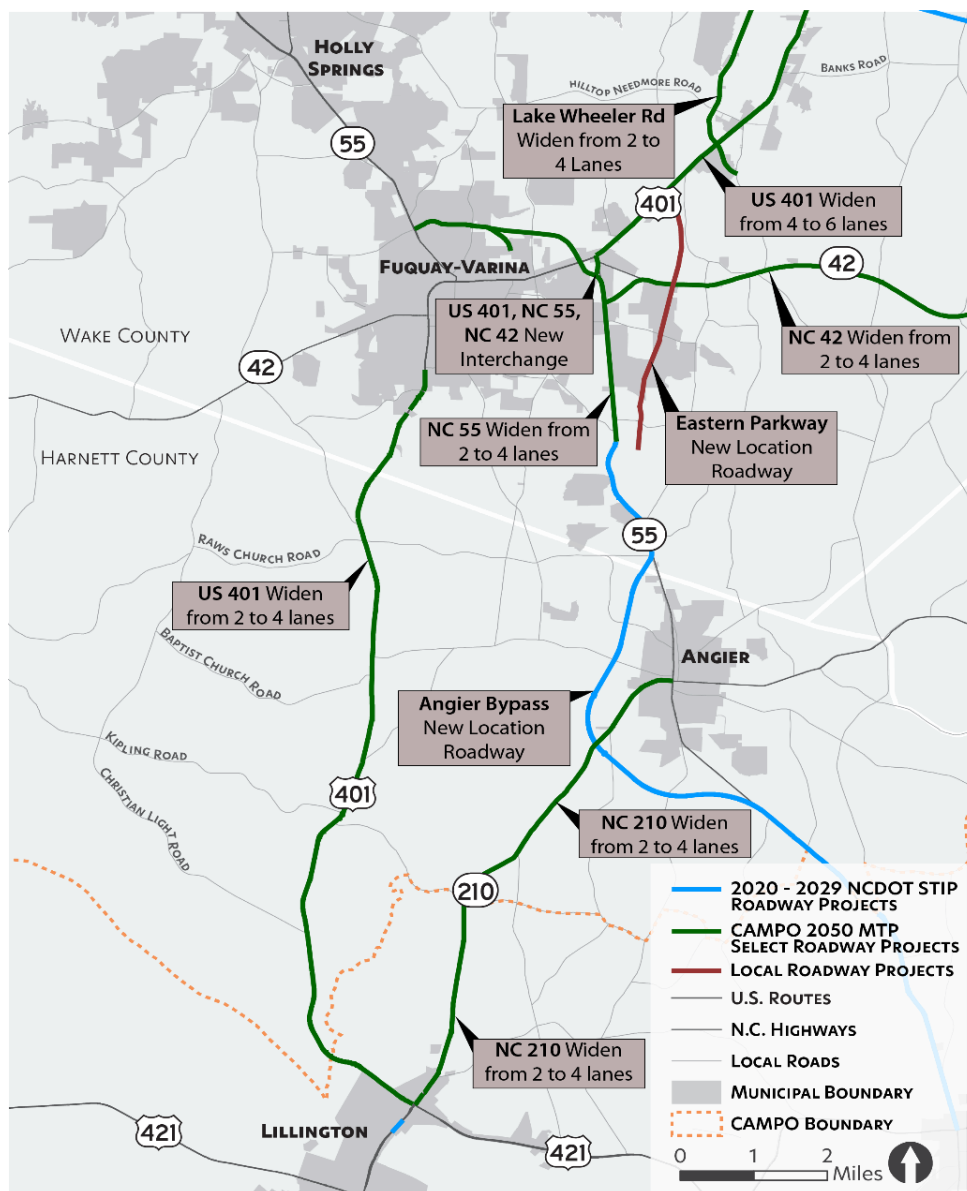 HOLLY
SPRINGS
BANKS ROAD
HILLTOP NEEDMORE ROAD
Lake Wheeler Rd
Widen from 2 to
4 Lanes
55
401
US 401 Widen
from 4 to 6 lanes
FUQUAY-VARINA
42
US 401, NC 55,
NC 42 New
Interchange
WAKE COUNTY
NC 42 Widen from
2 to 4 lanes
42
NC 55 Widen from
2 to 4 lanes
Eastern Parkway
New Location
Roadway
HARNETT COUNTY
55
RAWS CHURCH ROAD
US 401 Widen
from 2 to 4 lanes
BAPTIST CHURCH
ROAD
ANGIER
Angier Bypass
New Location
Roadway
KIPLING ROAD
CHRISTIAN LIGHT
ROAD
401
NC 210 Widen
from 2 to 4 lanes
210
NC 210 Widen
from 2 to 4 lanes
LILLINGTON
421
421
2020 - 2029 NCDOT STIP
ROADWAY PROJECTS
CAMPO 2050 MTP
SELECT ROADWAY PROJECTS
LOCAL ROADWAY PROJECTS
U.S. ROUTES
N.C. HIGHWAYS
LOCAL ROADS
MUNICIPAL BOUNDARY
CAMPO BOUNDARY
0 1 2
Miles